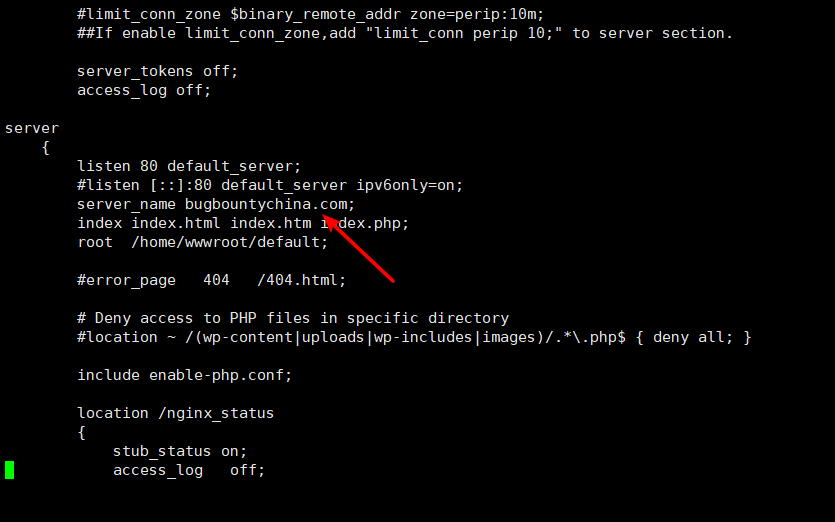 #limit_conn_zone $binary_remote_addr zone=perip:10m;
##If enable limit_conn_zone,add "limit_conn perip 10;" to server section.
server_tokens off;
access_log off;
server
{
listen 80 default_server;
#listen [::]:80 default_server ipv6only=on;
server_name bugbountychina.com;
index index.html index.htm index.php;
root  /home/wwwroot/default;
#error_page   404   /404.html;
# Deny access to PHP files in specific directory
#location ~ /(wp-content|uploads|wp-includes|images)/.*\.php$ { deny all; }
include enable-php.conf;
location /nginx_status
{
stub_status on;
access_log   off;